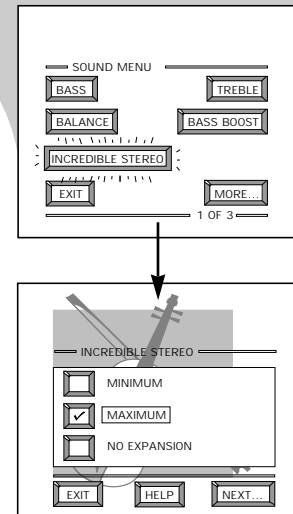 SOUND MENU
BASS TREBLE
BALANCE BASS BOOST
INCREDIBLE STEREO
EXIT MORE...
1 OF 3
INCREDIBLE STEREO
MINIMUM
MAXIMUM
NO EXPANSION
EXIT HELP NEXT...